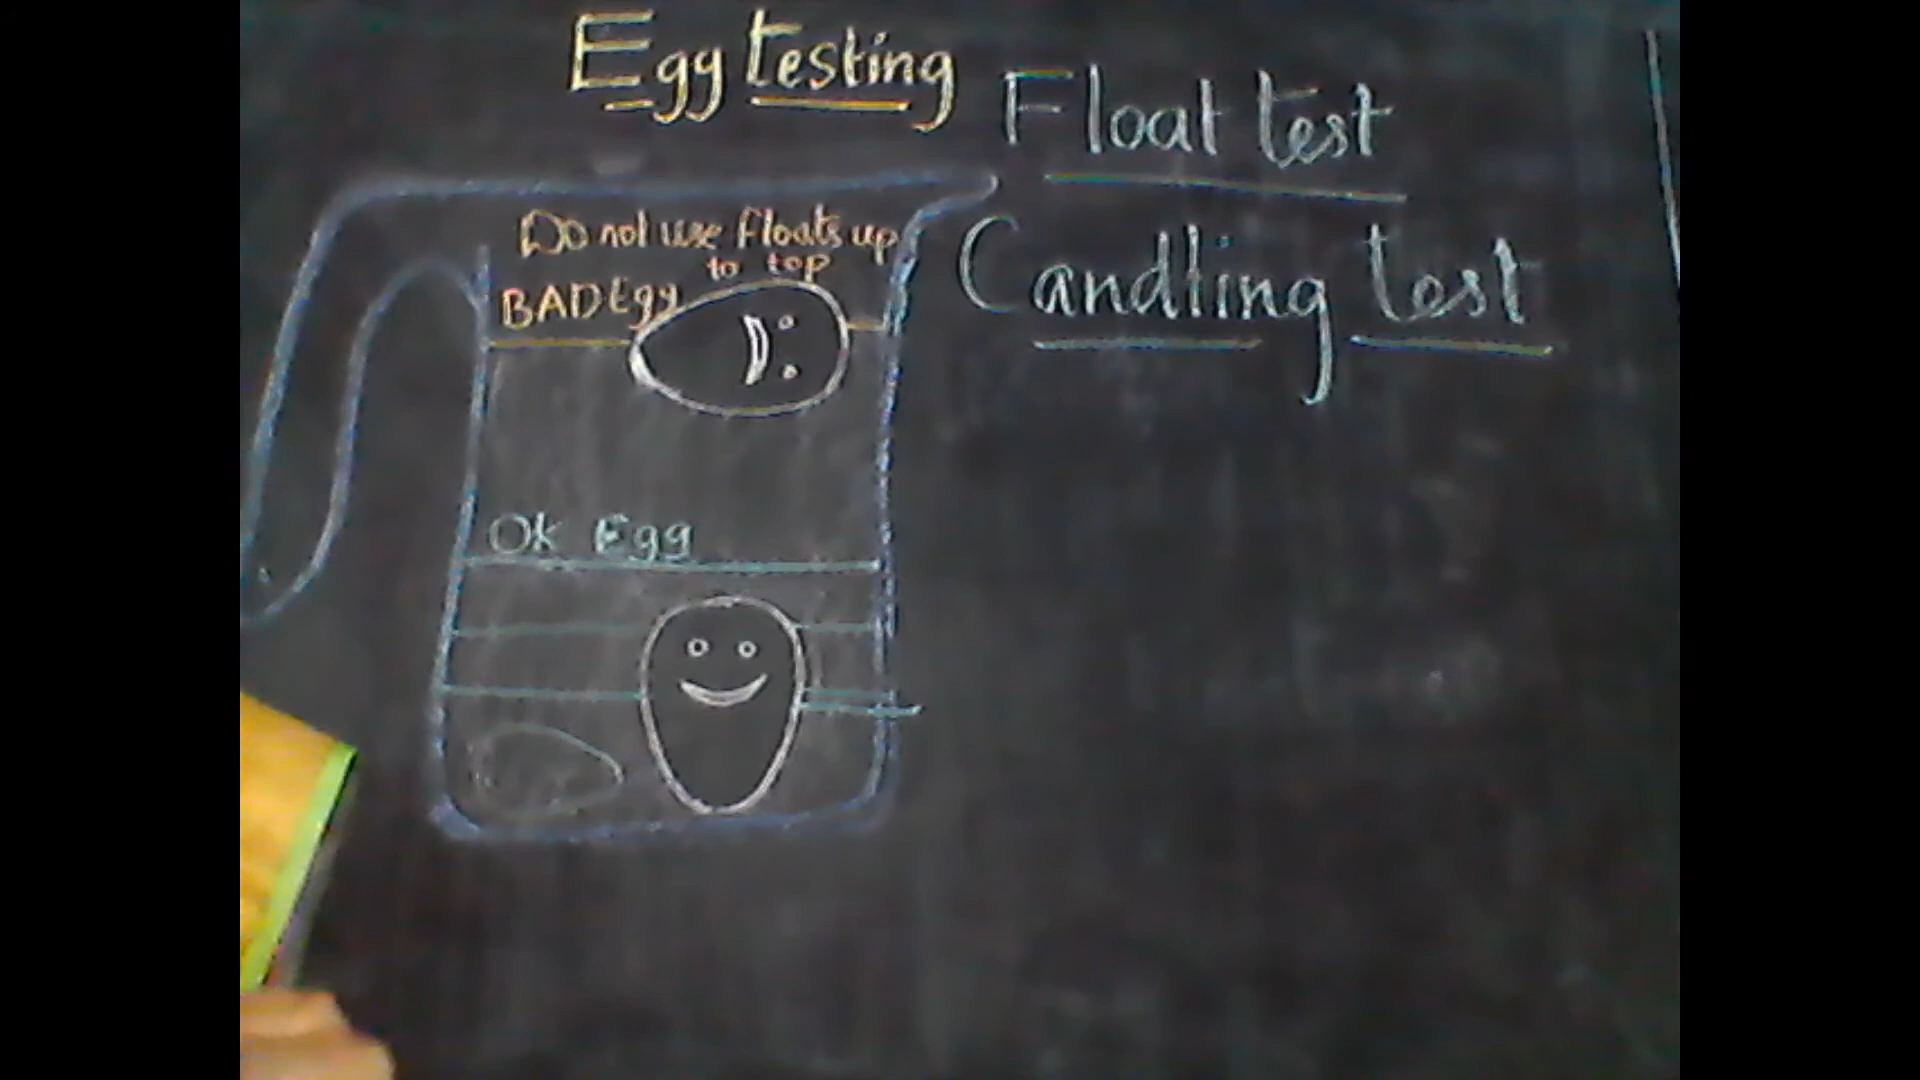 Egg testing
Float test
Candling test
Do not use Floats up
to top
BAD Egg
Ok Egg